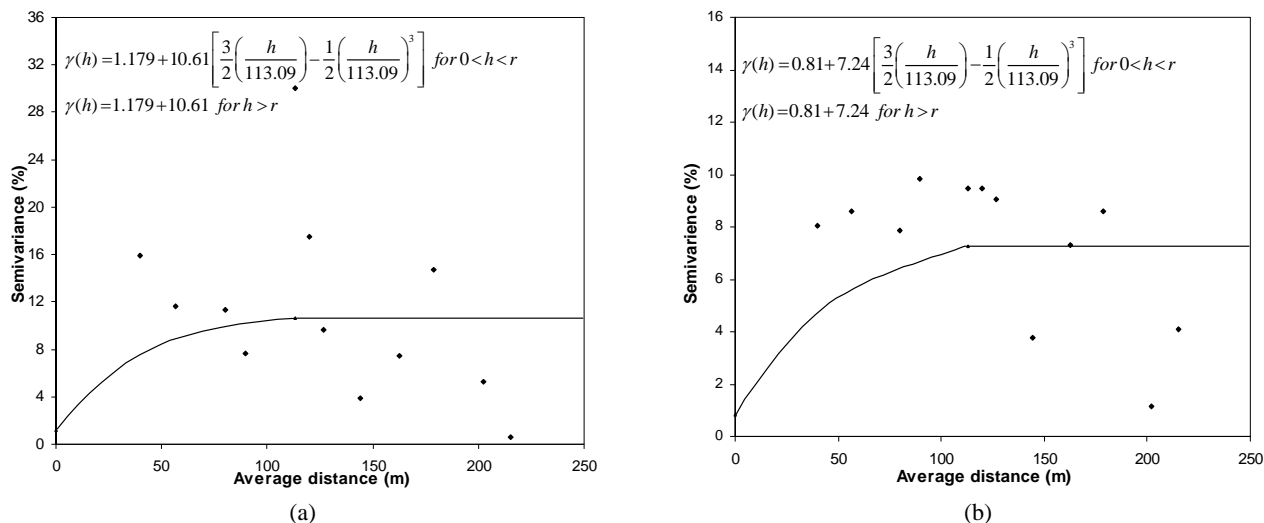 36
32
28
24
20
16
12
8
4
0
Semivariance (%)
γ(h)=1.179+10.61[3/2(h/113.09)−1/2(h/113.09)^3] for 0<h<r
γ(h)=1.179+10.61 for h>r
0 50 100 150 200 250
Average distance (m)
(a)
16
14
12
10
8
6
4
2
0
Semivarience (%)
γ(h)=0.81+7.24[3/2(h/113.09)−1/2(h/113.09)^3] for 0<h<r
γ(h)=0.81+7.24 for h>r
0 50 100 150 200 250
Average distance (m)
(b)